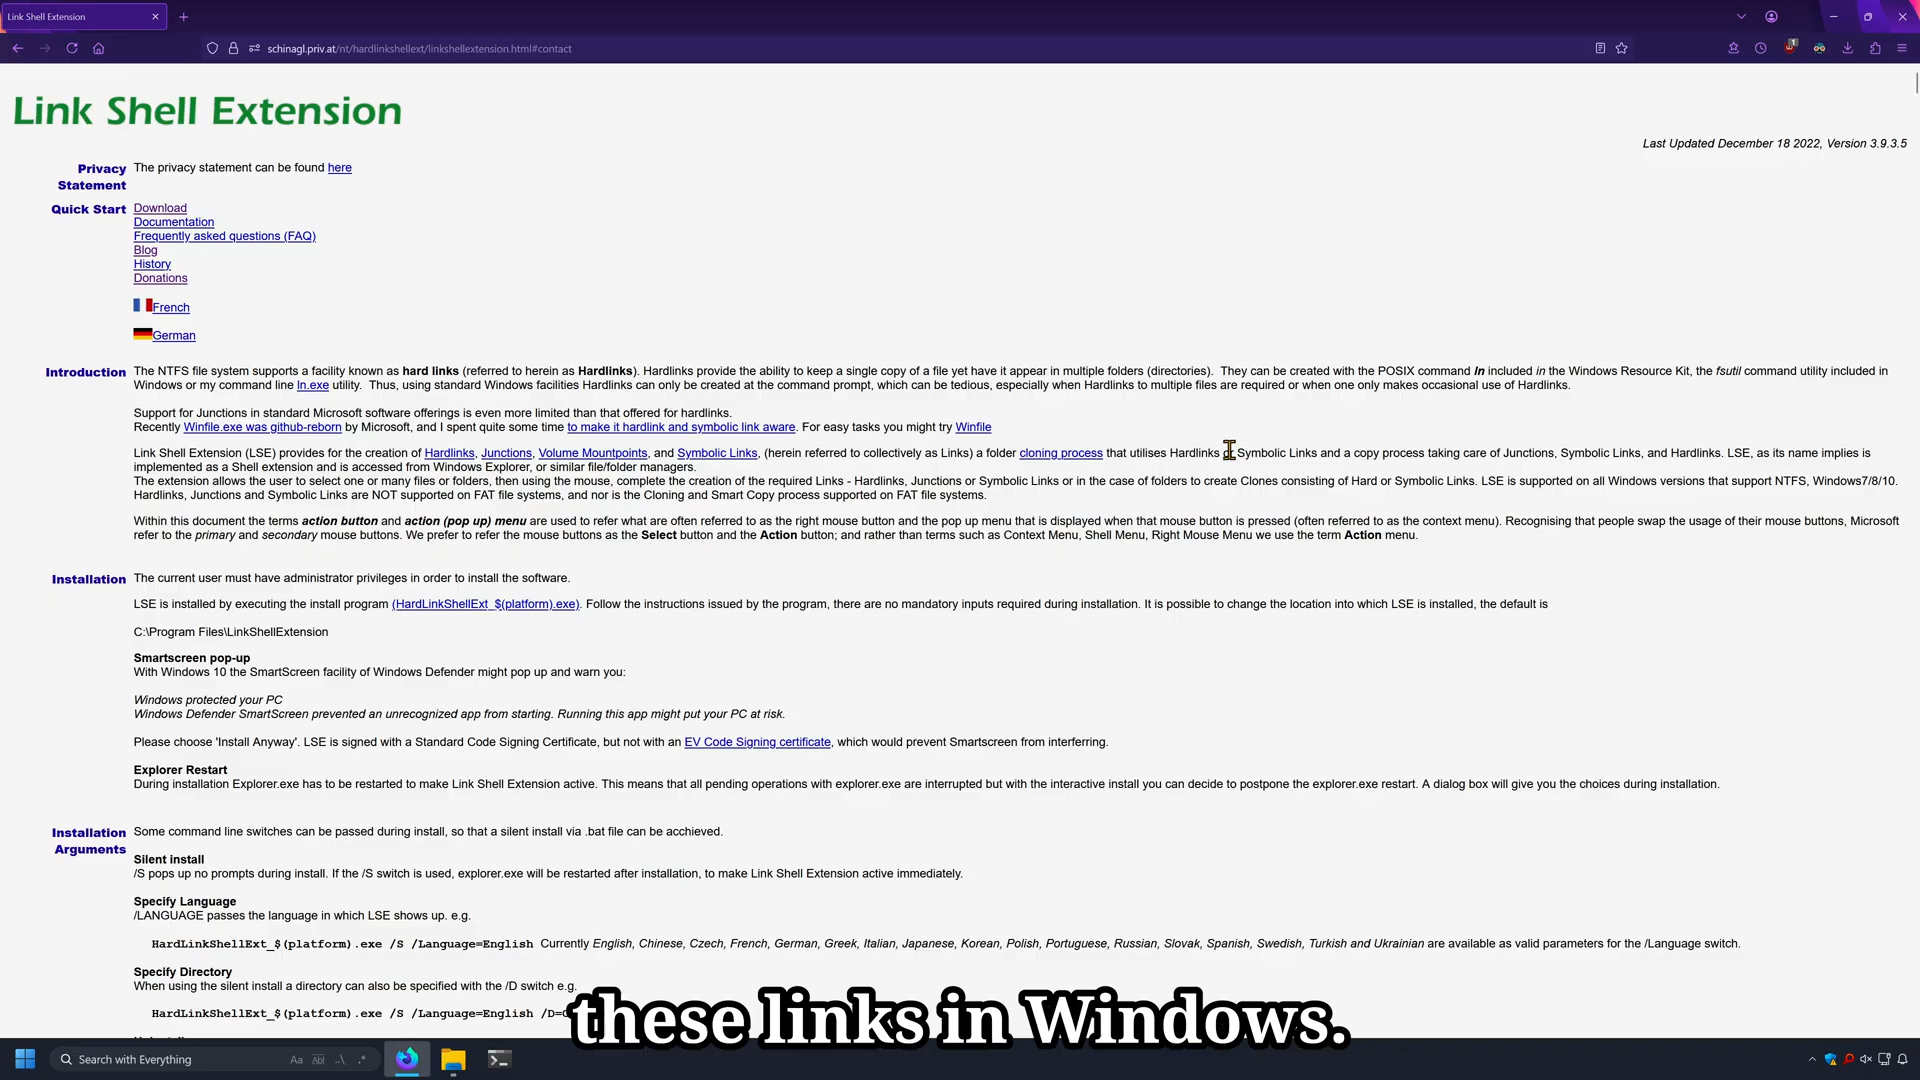 Link Shell Extension
schinagl.priv.at/nt/hardlinkshellext/linkshellextension.html#contact
1
Link Shell Extension
Last Updated December 18 2022, Version 3.9.3.5
Privacy Statement
The privacy statement can be found here
Quick Start
Download
Documentation
Frequently asked questions (FAQ)
Blog
History
Donations
French
German
Introduction
The NTFS file system supports a facility known as hard links (referred to herein as Hardlinks). Hardlinks provide the ability to keep a single copy of a file yet have it appear in multiple folders (directories).  They can be created with the POSIX command ln included in the Windows Resource Kit, the fsutil command utility included in
Windows or my command line ln.exe utility.  Thus, using standard Windows facilities Hardlinks can only be created at the command prompt, which can be tedious, especially when Hardlinks to multiple files are required or when one only makes occasional use of Hardlinks.
Support for Junctions in standard Microsoft software offerings is even more limited than that offered for hardlinks.
Recently Winfile.exe was github-reborn by Microsoft, and I spent quite some time to make it hardlink and symbolic link aware. For easy tasks you might try Winfile
Link Shell Extension (LSE) provides for the creation of Hardlinks, Junctions, Volume Mountpoints, and Symbolic Links, (herein referred to collectively as Links) a folder cloning process that utilises Hardlinks or Symbolic Links and a copy process taking care of Junctions, Symbolic Links, and Hardlinks. LSE, as its name implies is
implemented as a Shell extension and is accessed from Windows Explorer, or similar file/folder managers.
The extension allows the user to select one or many files or folders, then using the mouse, complete the creation of the required Links - Hardlinks, Junctions or Symbolic Links or in the case of folders to create Clones consisting of Hard or Symbolic Links. LSE is supported on all Windows versions that support NTFS, Windows7/8/10.
Hardlinks, Junctions and Symbolic Links are NOT supported on FAT file systems, and nor is the Cloning and Smart Copy process supported on FAT file systems.
Within this document the terms action button and action (pop up) menu are used to refer what are often referred to as the right mouse button and the pop up menu that is displayed when that mouse button is pressed (often referred to as the context menu). Recognising that people swap the usage of their mouse buttons, Microsoft
refer to the primary and secondary mouse buttons. We prefer to refer the mouse buttons as the Select button and the Action button; and rather than terms such as Context Menu, Shell Menu, Right Mouse Menu we use the term Action menu.
Installation
The current user must have administrator privileges in order to install the software.
LSE is installed by executing the install program (HardLinkShellExt_$(platform).exe). Follow the instructions issued by the program, there are no mandatory inputs required during installation. It is possible to change the location into which LSE is installed, the default is
C:\Program Files\LinkShellExtension
Smartscreen pop-up
With Windows 10 the SmartScreen facility of Windows Defender might pop up and warn you:
Windows protected your PC
Windows Defender SmartScreen prevented an unrecognized app from starting. Running this app might put your PC at risk.
Please choose 'Install Anyway'. LSE is signed with a Standard Code Signing Certificate, but not with an EV Code Signing certificate, which would prevent Smartscreen from interferring.
Explorer Restart
During installation Explorer.exe has to be restarted to make Link Shell Extension active. This means that all pending operations with explorer.exe are interrupted but with the interactive install you can decide to postpone the explorer.exe restart. A dialog box will give you the choices during installation.
Installation Arguments
Some command line switches can be passed during install, so that a silent install via .bat file can be acchieved.
Silent install
/S pops up no prompts during install. If the /S switch is used, explorer.exe will be restarted after installation, to make Link Shell Extension active immediately.
Specify Language
/LANGUAGE passes the language in which LSE shows up. e.g.
HardLinkShellExt_$(platform).exe /S /Language=English Currently English, Chinese, Czech, French, German, Greek, Italian, Japanese, Korean, Polish, Portuguese, Russian, Slovak, Spanish, Swedish, Turkish and Ukrainian are available as valid parameters for the /Language switch.
Specify Directory
When using the silent install a directory can also be specified with the /D switch e.g.
HardLinkShellExt_$(platform).exe /S /Language=English /D=
these links in Windows.
Search with Everything
Aa Ab| .\ .*